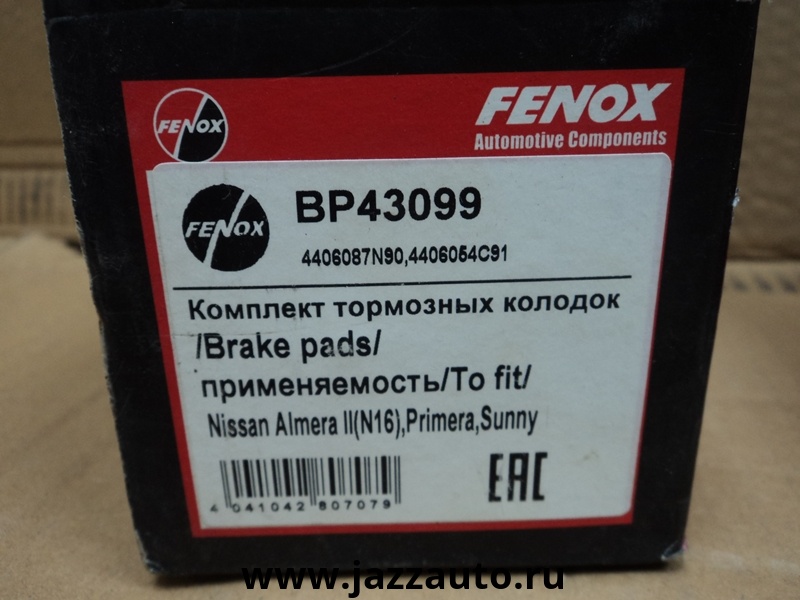 FENOX
FENOX
Automotive Components
FENOX
BP43099
4406087N90,4406054C91
Комплект тормозных колодок
/Brake pads/
применяемость/To fit/
Nissan Almera II(N16),Primera,Sunny
4 041042 807079
EAC
www.jazzauto.ru